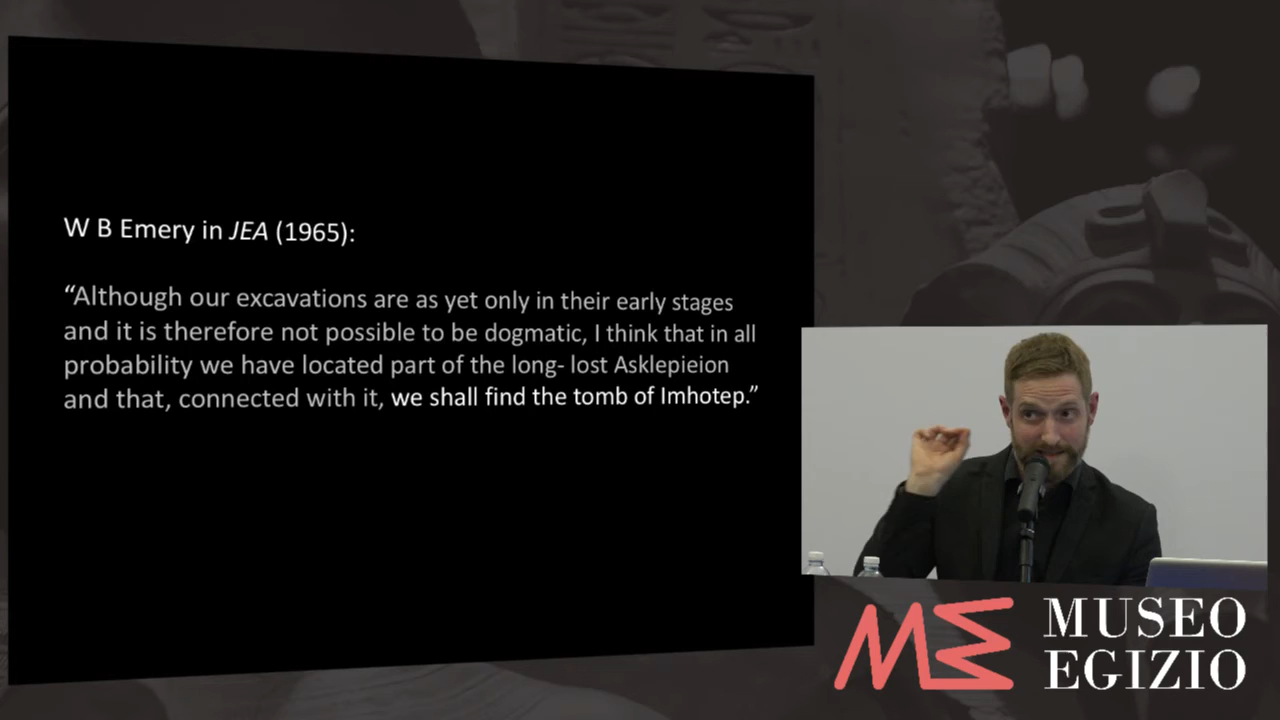 W B Emery in JEA (1965):
“Although our excavations are as yet only in their early stages
and it is therefore not possible to be dogmatic, I think that in all
probability we have located part of the long- lost Asklepieion
and that, connected with it, we shall find the tomb of Imhotep.”
ME
MUSEO
EGIZIO